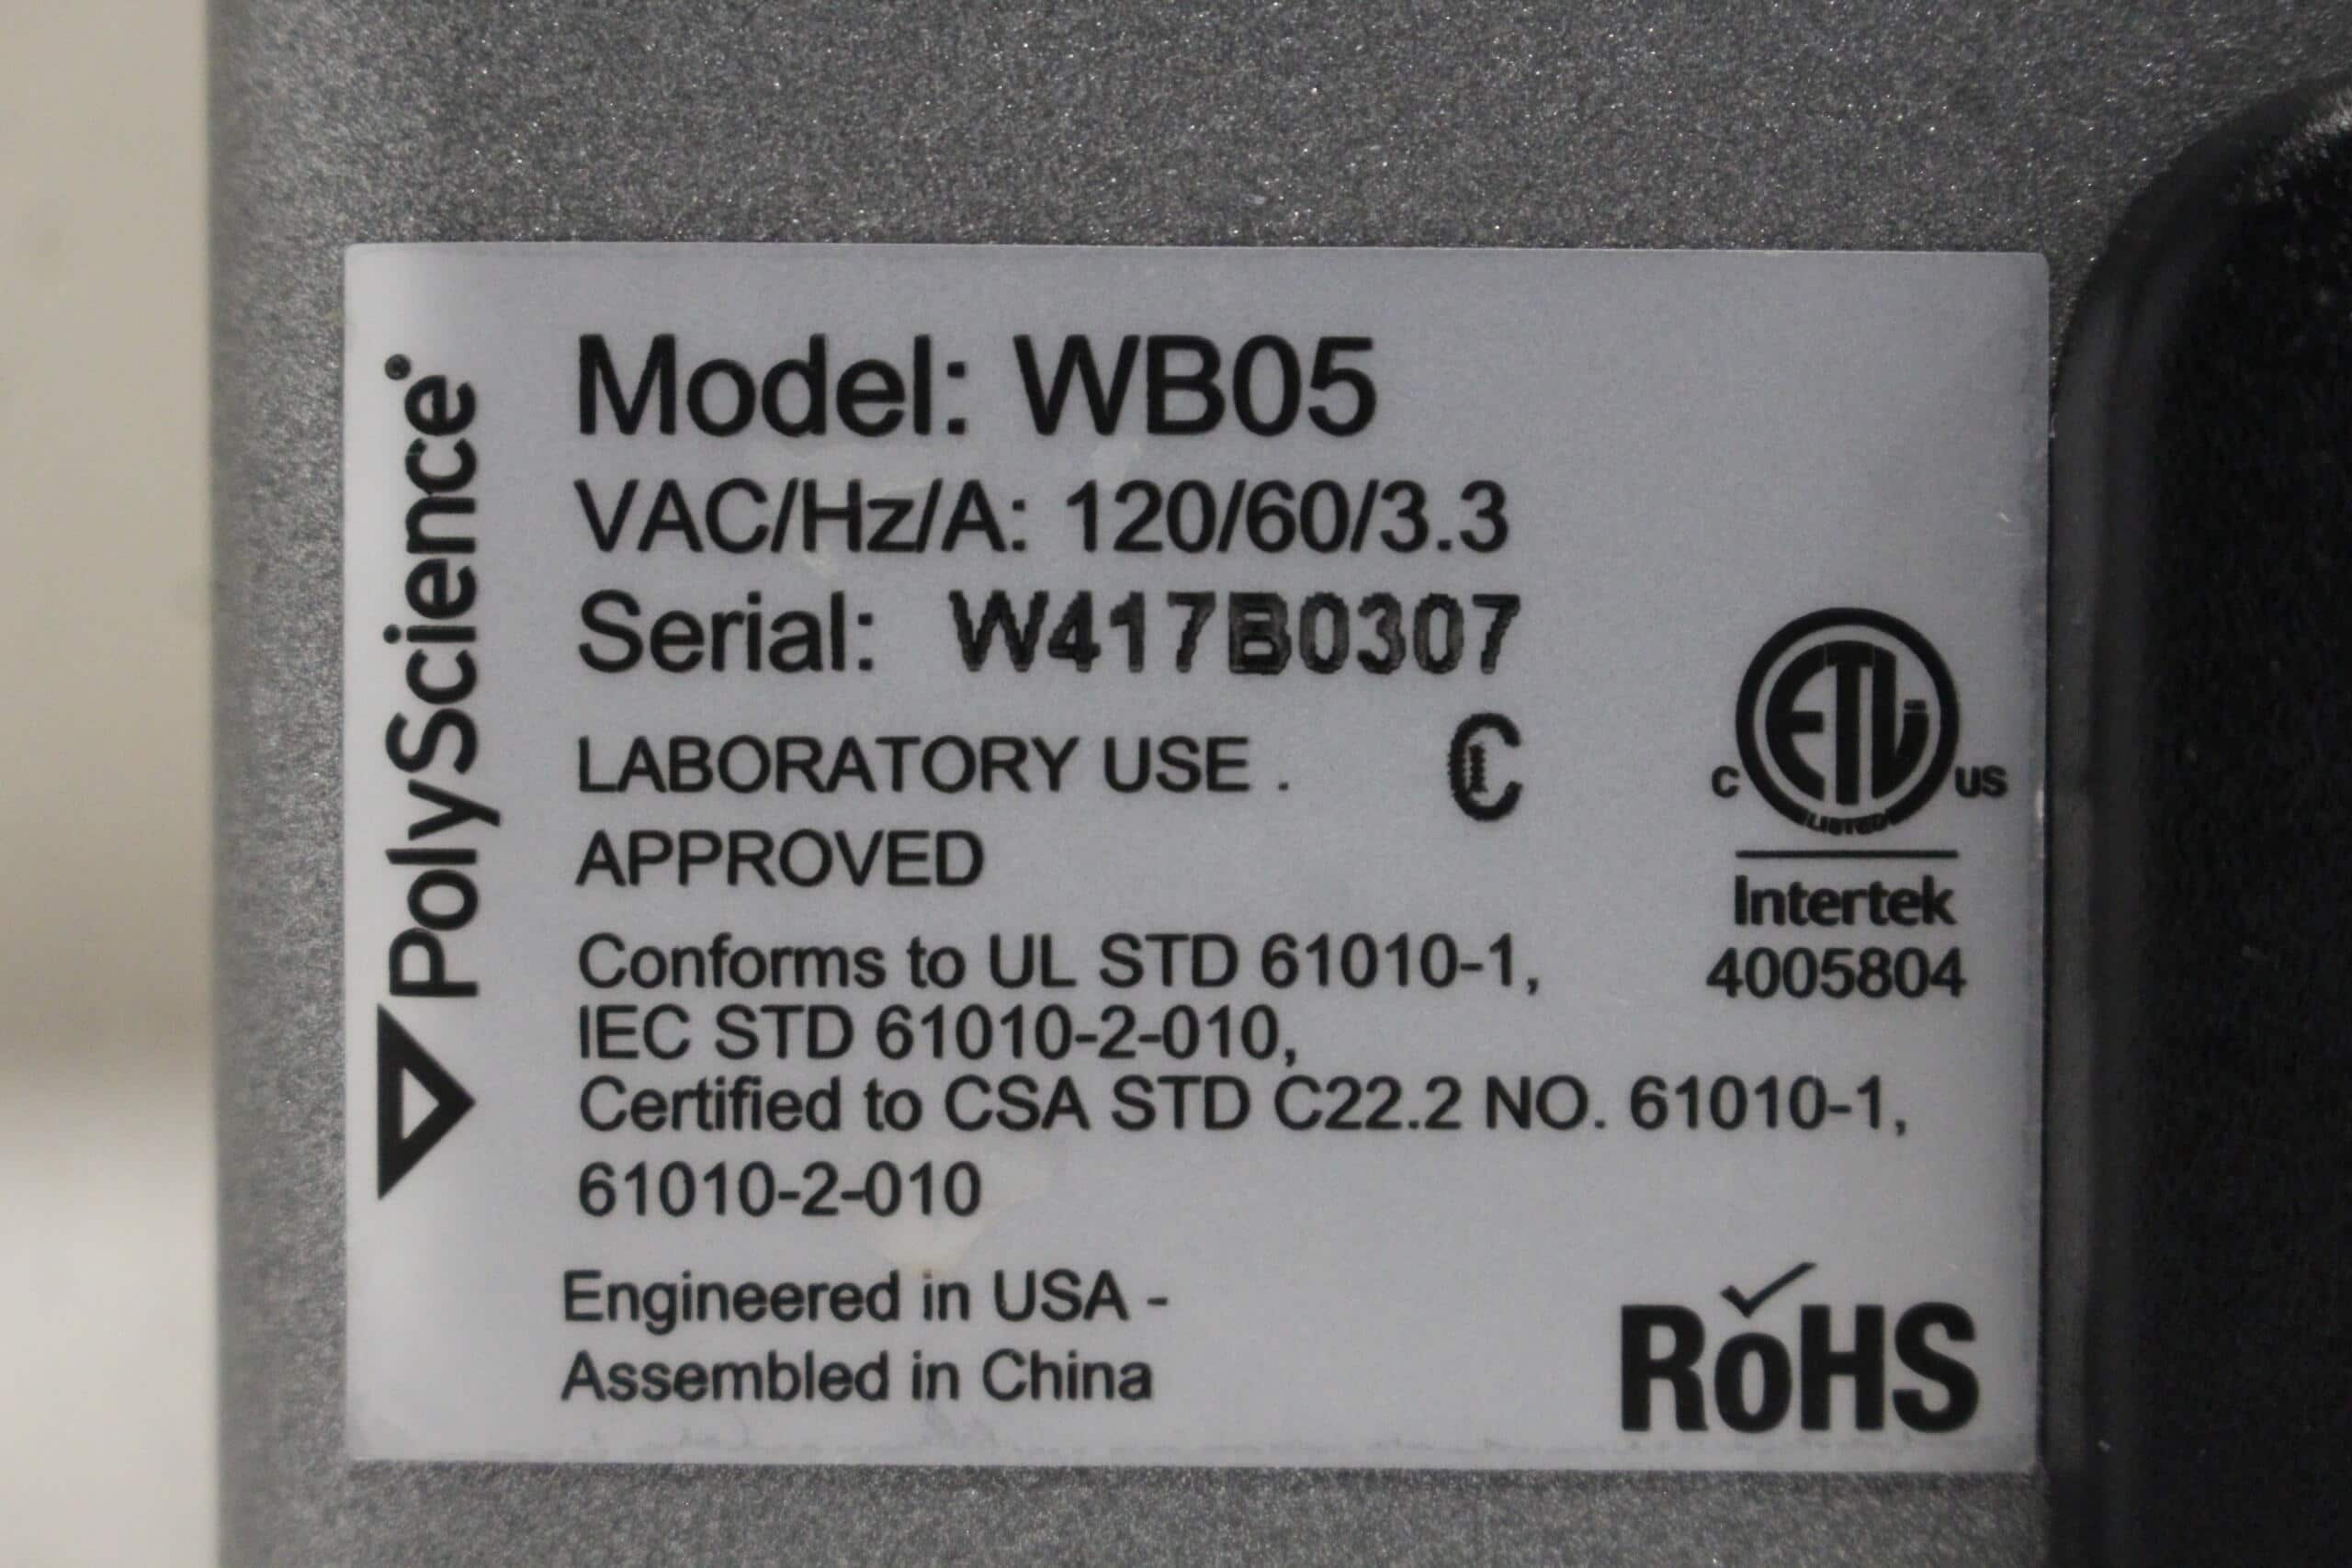 PolyScience
Model: WB05
VAC/Hz/A: 120/60/3.3
Serial: W417B0307
LABORATORY USE .
APPROVED
C
ETL
C US
LISTED
Intertek
4005804
Conforms to UL STD 61010-1,
IEC STD 61010-2-010,
Certified to CSA STD C22.2 NO. 61010-1,
61010-2-010
Engineered in USA -
Assembled in China
RoHS